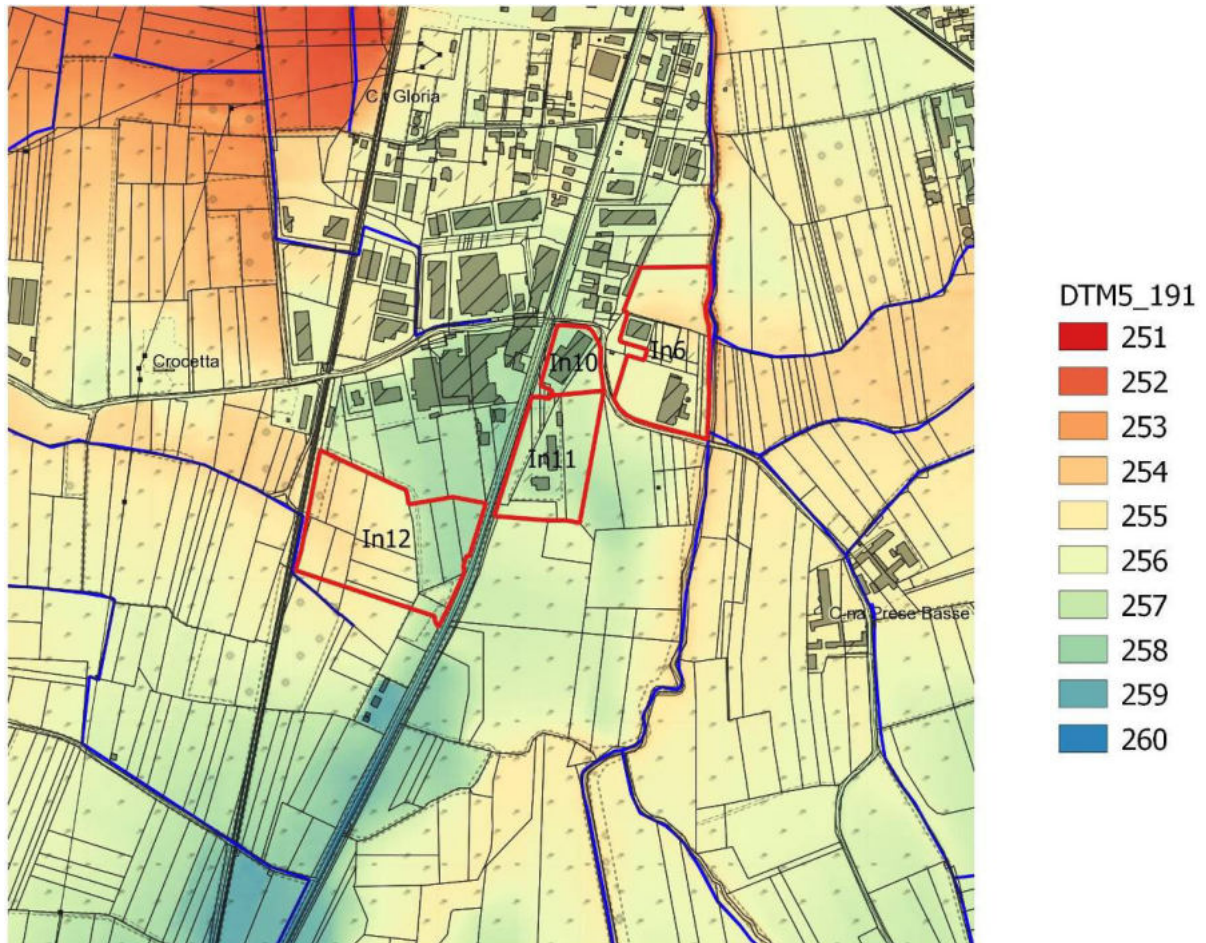 C.i Gloria
Crocetta
In10
In6
In11
In12
C.na Prese Basse
DTM5_191
251
252
253
254
255
256
257
258
259
260